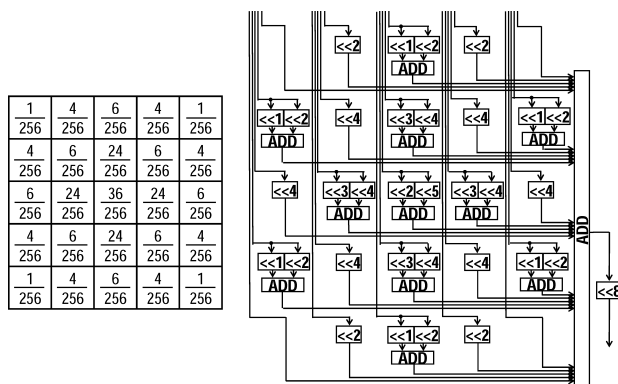 1 4 6 4 1
256 256 256 256 256
4 6 24 6 4
256 256 256 256 256
6 24 36 24 6
256 256 256 256 256
4 6 24 6 4
256 256 256 256 256
1 4 6 4 1
256 256 256 256 256
<<2 <<1 <<2 <<2
ADD
<<1 <<2 <<4 <<3 <<4 <<4 <<1 <<2
ADD ADD ADD
<<4 <<3 <<4 <<2 <<5 <<3 <<4 <<4
ADD ADD ADD
<<1 <<2 <<4 <<3 <<4 <<4 <<1 <<2
ADD ADD ADD
<<2 <<1 <<2 <<2
ADD
ADD
<<8